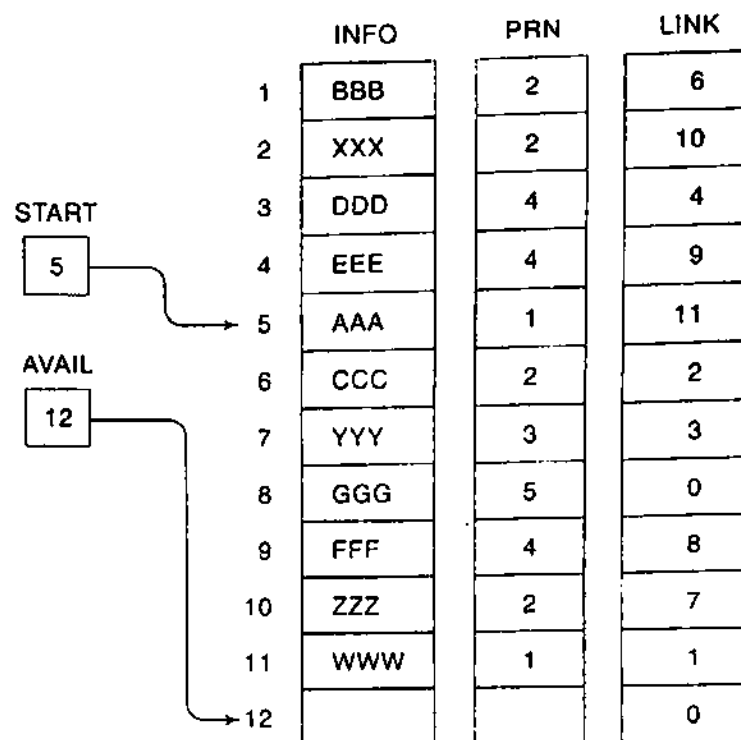 INFO PRN LINK
1 BBB 2 6
2 XXX 2 10
3 DDD 4 4
START
4 EEE 4 9
5
5 AAA 1 11
AVAIL
6 CCC 2 2
12
7 YYY 3 3
8 GGG 5 0
9 FFF 4 8
10 ZZZ 2 7
11 WWW 1 1
12 0